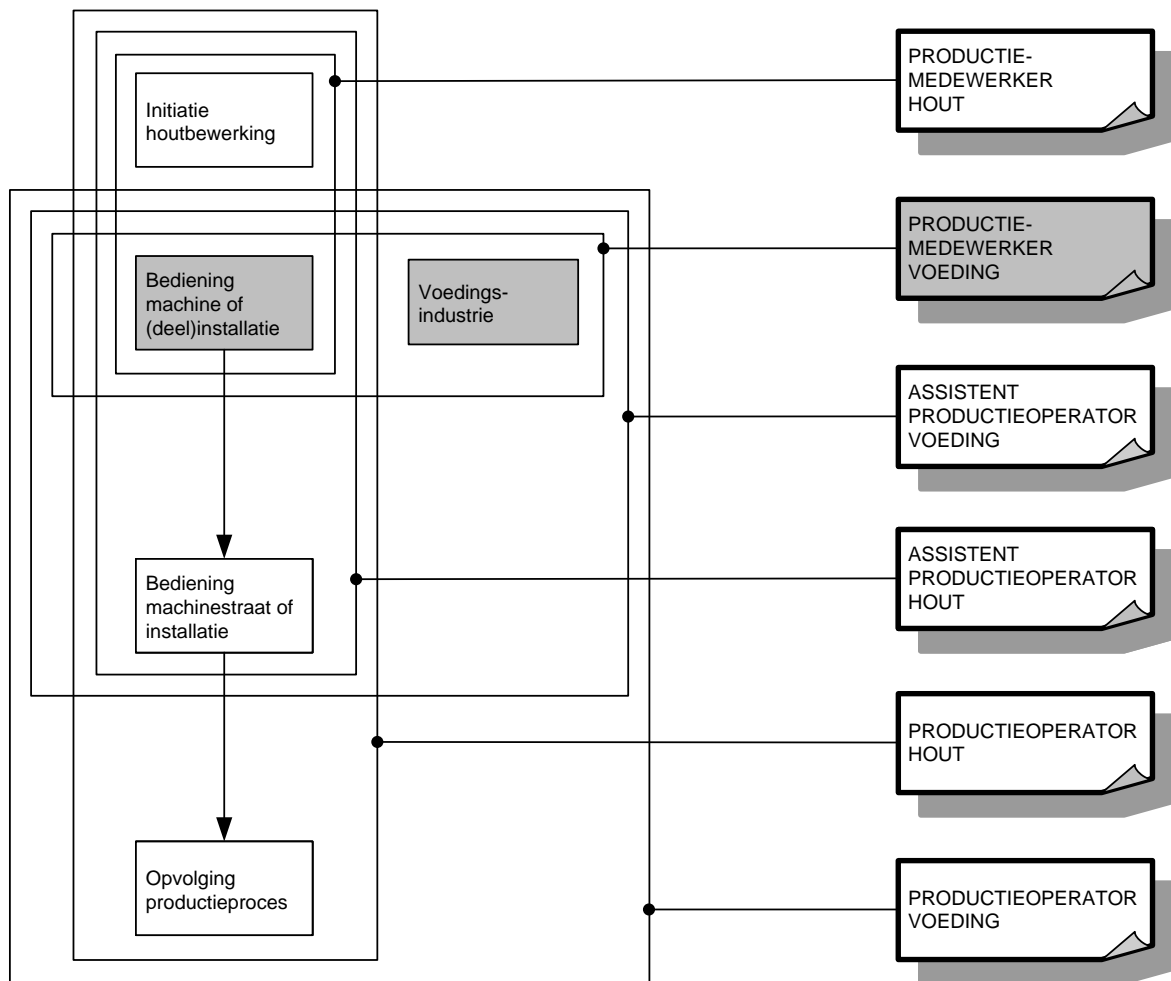 Initiatie
houtbewerking
PRODUCTIE-
MEDEWERKER
HOUT
Bediening
machine of
(deel)installatie
Voedings-
industrie
PRODUCTIE-
MEDEWERKER
VOEDING
ASSISTENT
PRODUCTIEOPERATOR
VOEDING
Bediening
machinestraat of
installatie
ASSISTENT
PRODUCTIEOPERATOR
HOUT
PRODUCTIEOPERATOR
HOUT
Opvolging
productieproces
PRODUCTIEOPERATOR
VOEDING